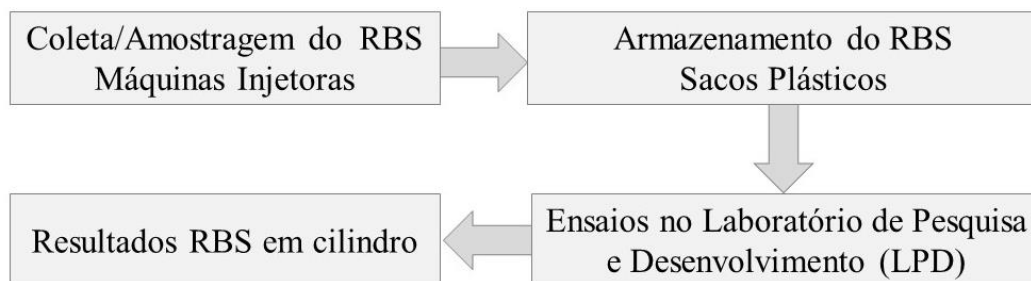 Coleta/Amostragem do RBS
Máquinas Injetoras
Armazenamento do RBS
Sacos Plásticos
Ensaios no Laboratório de Pesquisa
e Desenvolvimento (LPD)
Resultados RBS em cilindro